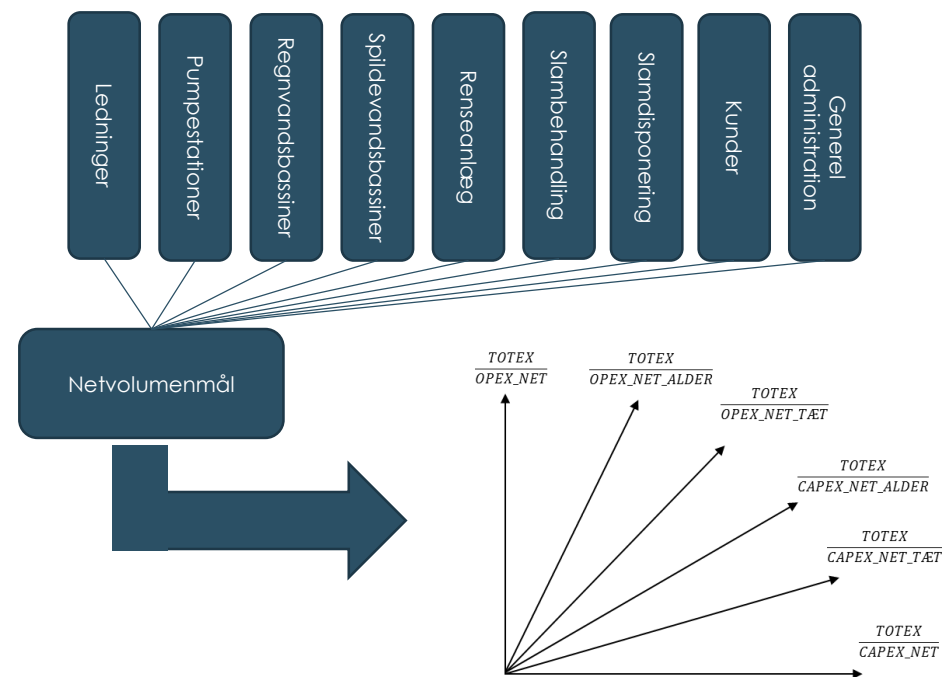 Ledninger
Pumpestationer
Regnvandsbassiner
Spildevandsbassiner
Renseanlæg
Slambehandling
Slamdisponering
Kunder
Generel
administration
Netvolumenmål
TOTEX
OPEX_NET
TOTEX
OPEX_NET_ALDER
TOTEX
OPEX_NET_TÆT
TOTEX
CAPEX_NET_ALDER
TOTEX
CAPEX_NET_TÆT
TOTEX
CAPEX_NET